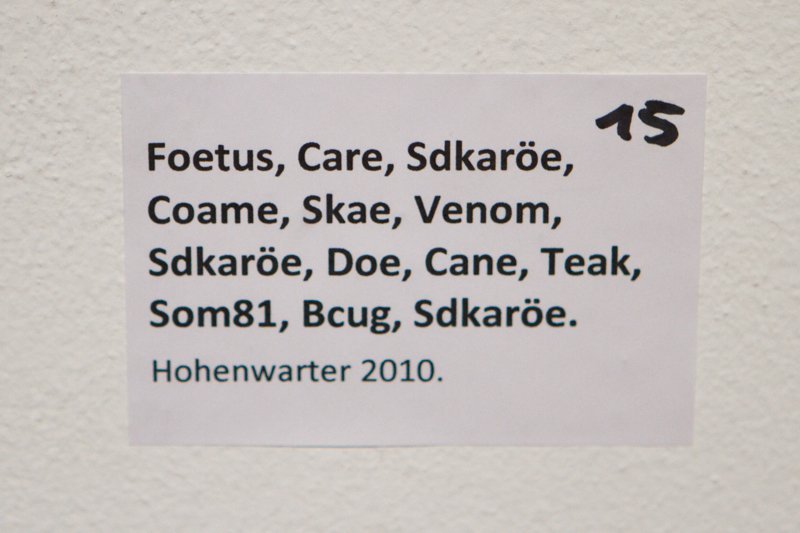 15
Foetus, Care, Sdkaröe,
Coame, Skae, Venom,
Sdkaröe, Doe, Cane, Teak,
Som81, Bcug, Sdkaröe.
Hohenwarter 2010.